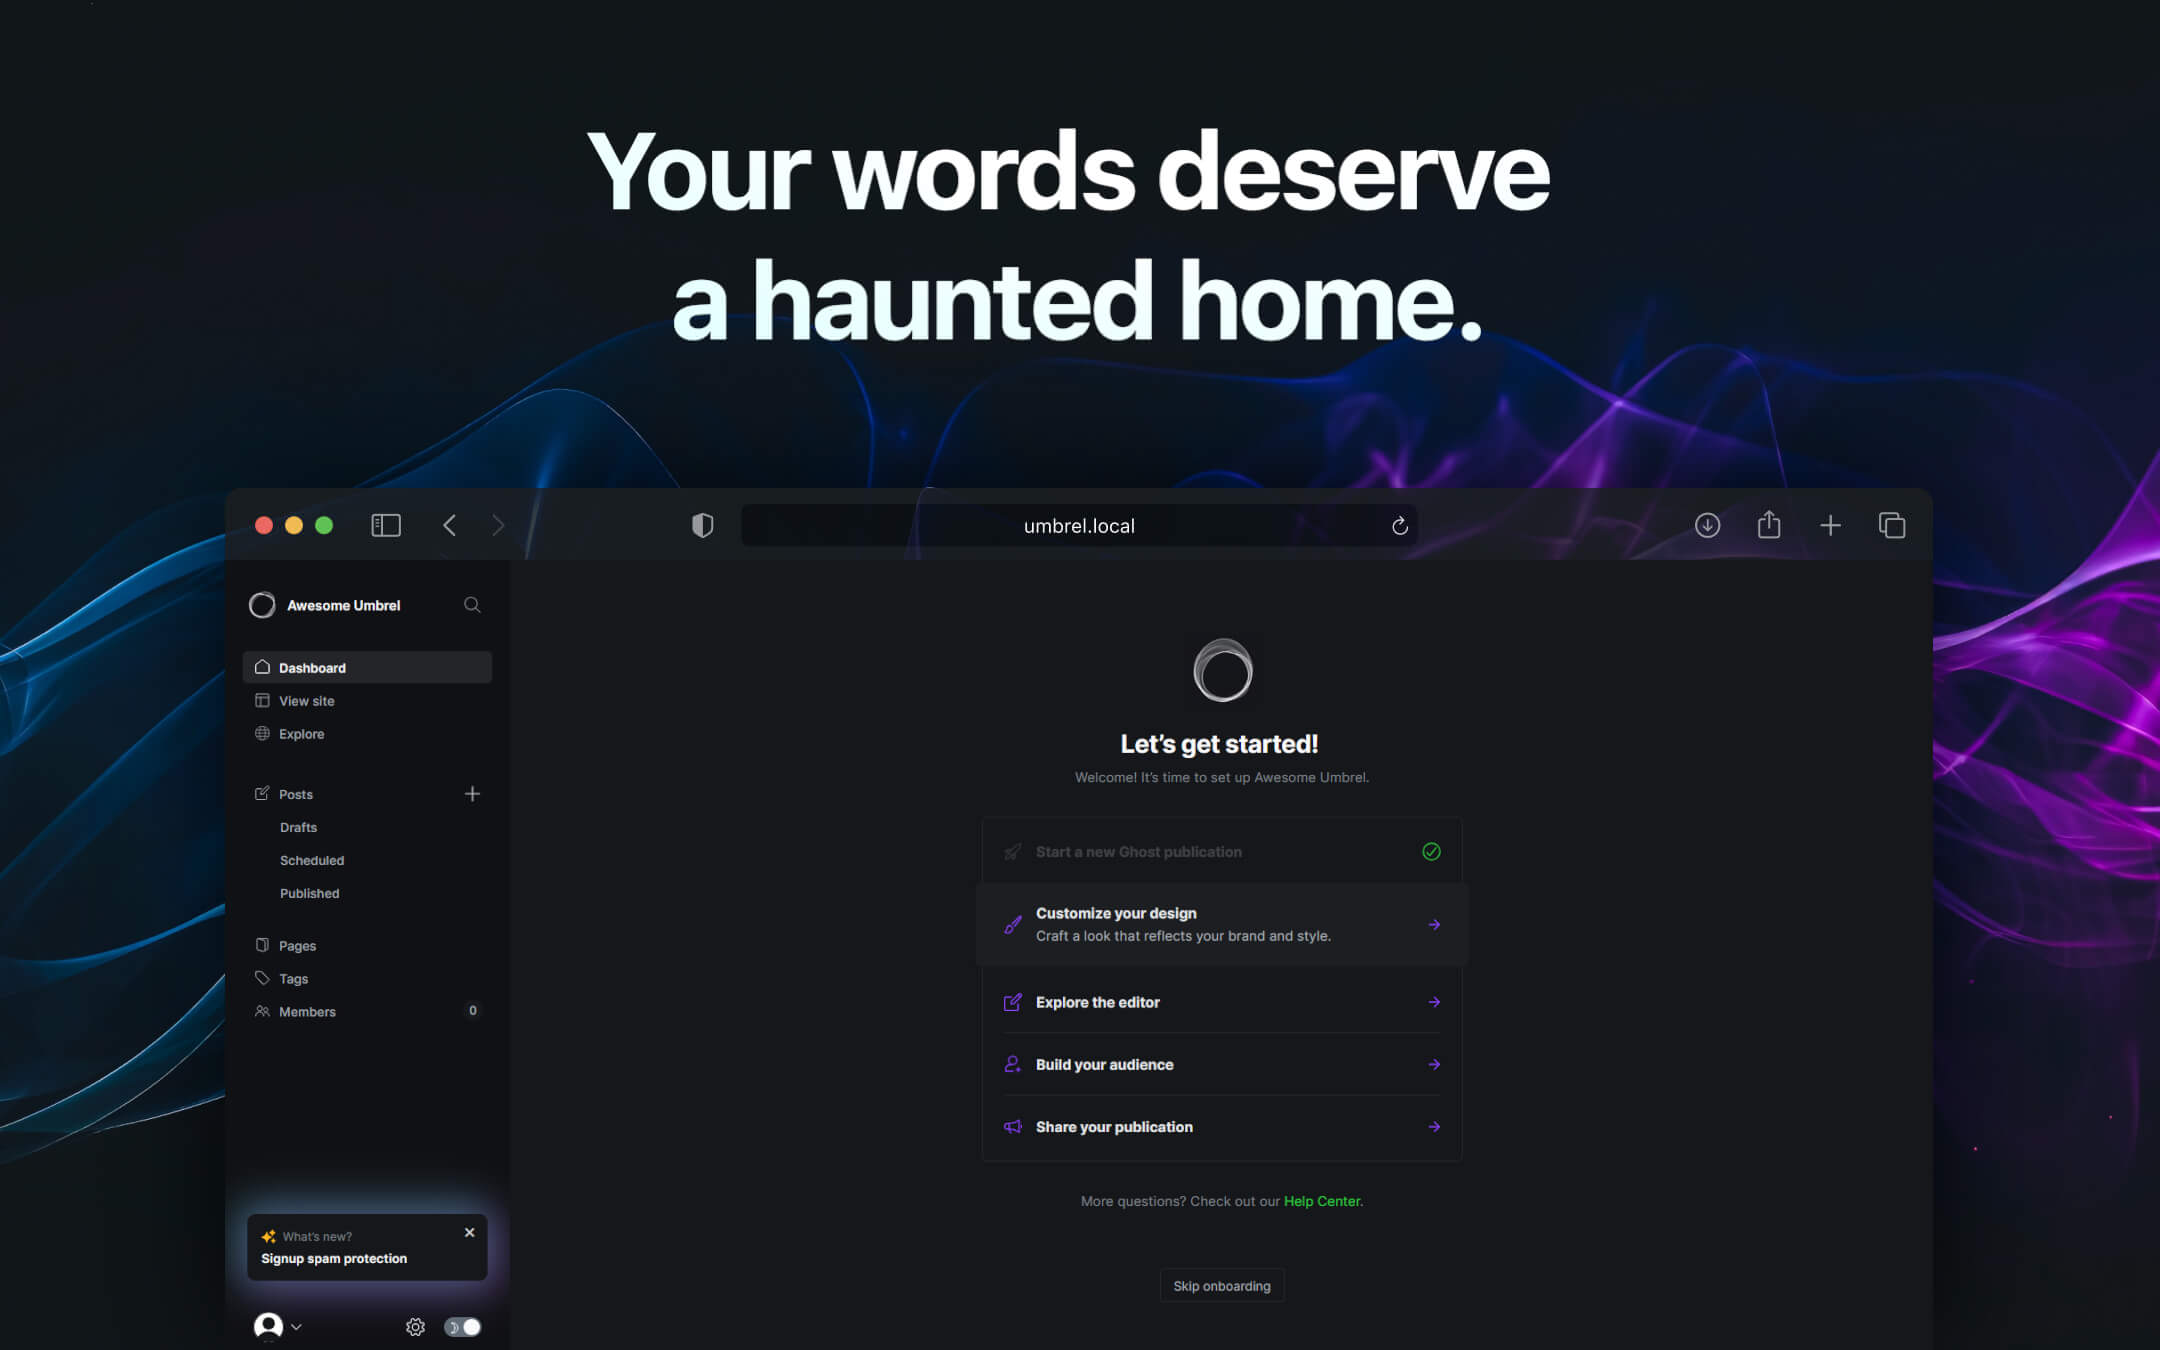 Your words deserve
a haunted home.
umbrel.local
Awesome Umbrel
Dashboard
View site
Explore
Posts
Drafts
Scheduled
Published
Pages
Tags
Members
0
What's new?
Signup spam protection
Let's get started!
Welcome! It's time to set up Awesome Umbrel.
Start a new Ghost publication
Customize your design
Craft a look that reflects your brand and style.
Explore the editor
Build your audience
Share your publication
More questions? Check out our Help Center.
Skip onboarding